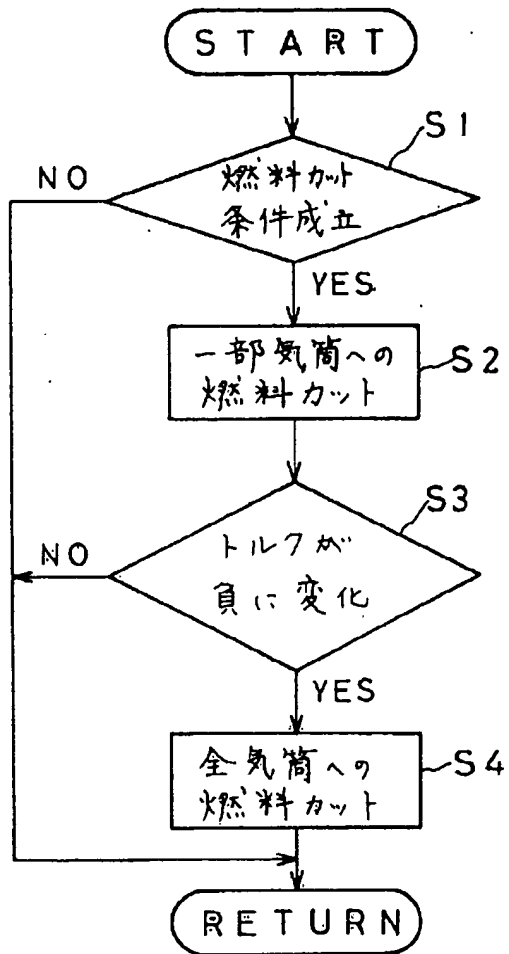 START
S1
NO
燃料カット
条件成立
YES
一部気筒への
燃料カット
S2
S3
トルクが
負に変化
NO
YES
全気筒への
燃料カット
S4
RETURN